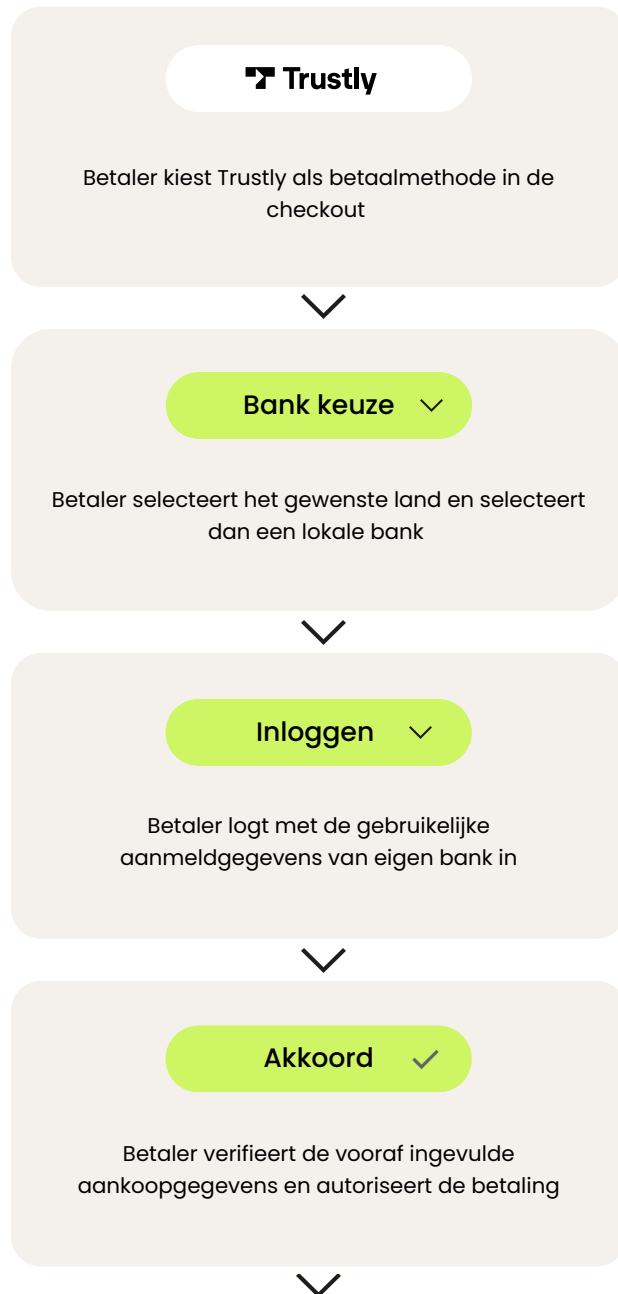 Trustly
Betaler kiest Trustly als betaalmethode in de
checkout
Bank keuze
Betaler selecteert het gewenste land en selecteert
dan een lokale bank
Inloggen
Betaler logt met de gebruikelijke
aanmeldgegevens van eigen bank in
Akkoord
Betaler verifieert de vooraf ingevulde
aankoopgegevens en autoriseert de betaling